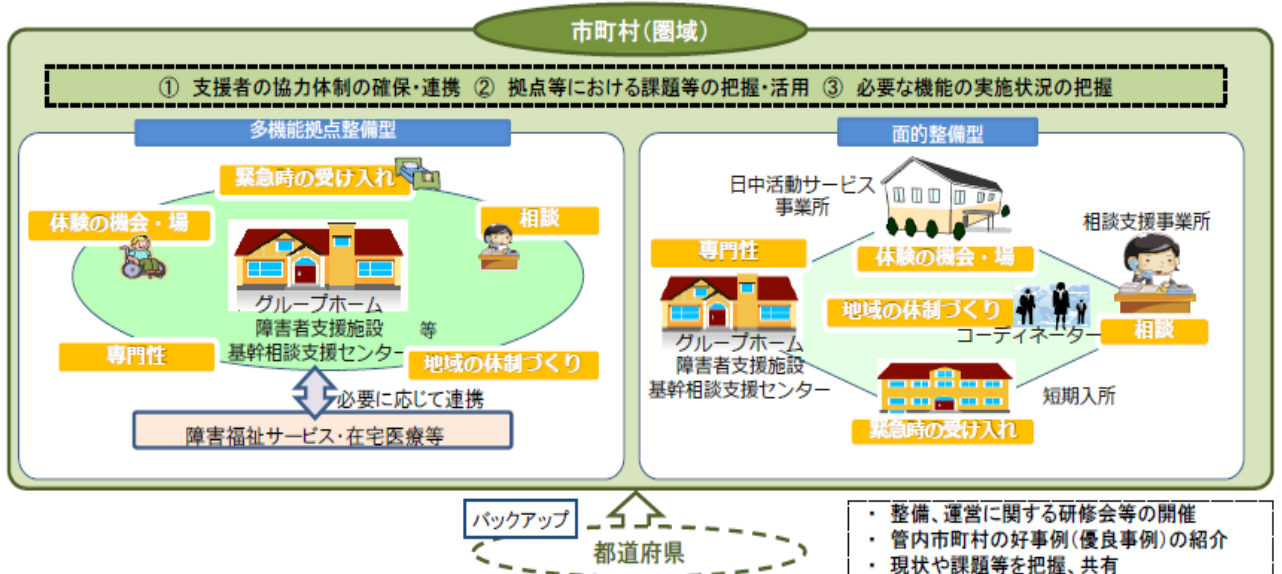 市町村（圏域）
① 支援者の協力体制の確保・連携 ② 拠点等における課題等の把握・活用 ③ 必要な機能の実施状況の把握
多機能拠点整備型
緊急時の受け入れ
体験の機会・場
相談
グループホーム
障害者支援施設 等
基幹相談支援センター
専門性
地域の体制づくり
必要に応じて連携
障害福祉サービス・在宅医療等
面的整備型
日中活動サービス
事業所
相談支援事業所
専門性
体験の機会・場
地域の体制づくり
コーディネーター
相談
グループホーム
障害者支援施設
基幹相談支援センター
短期入所
緊急時の受け入れ
バックアップ
都道府県
・ 整備、運営に関する研修会等の開催
・ 管内市町村の好事例（優良事例）の紹介
・ 現状や課題等を把握、共有